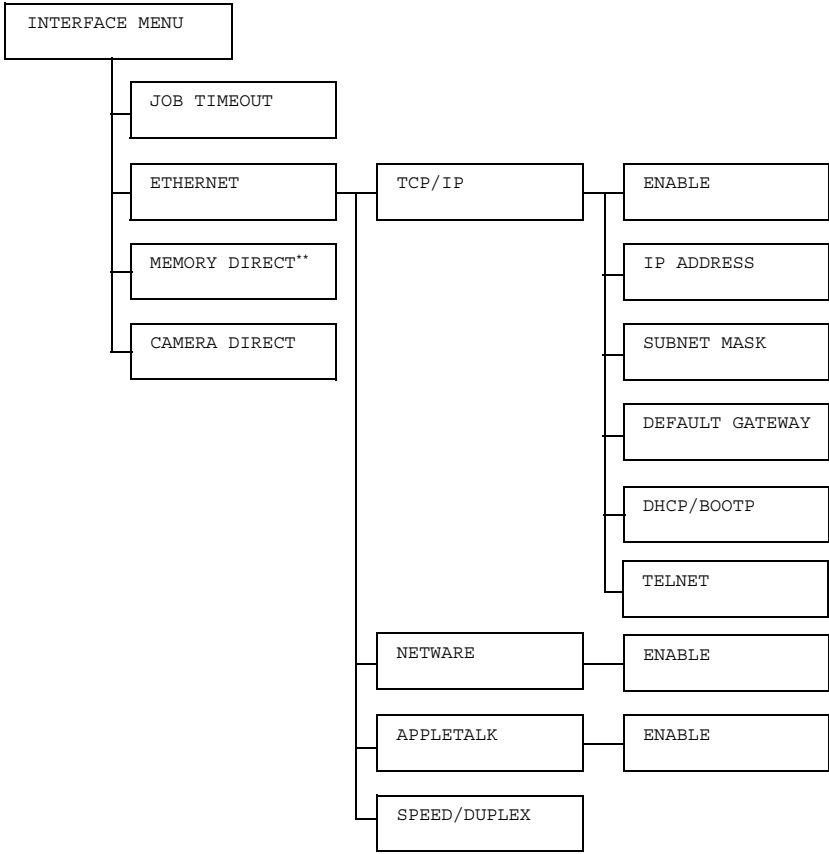 INTERFACE MENU
JOB TIMEOUT
ETHERNET
TCP/IP
ENABLE
MEMORY DIRECT**
IP ADDRESS
CAMERA DIRECT
SUBNET MASK
DEFAULT GATEWAY
DHCP/BOOTP
TELNET
NETWARE
ENABLE
APPLETALK
ENABLE
SPEED/DUPLEX